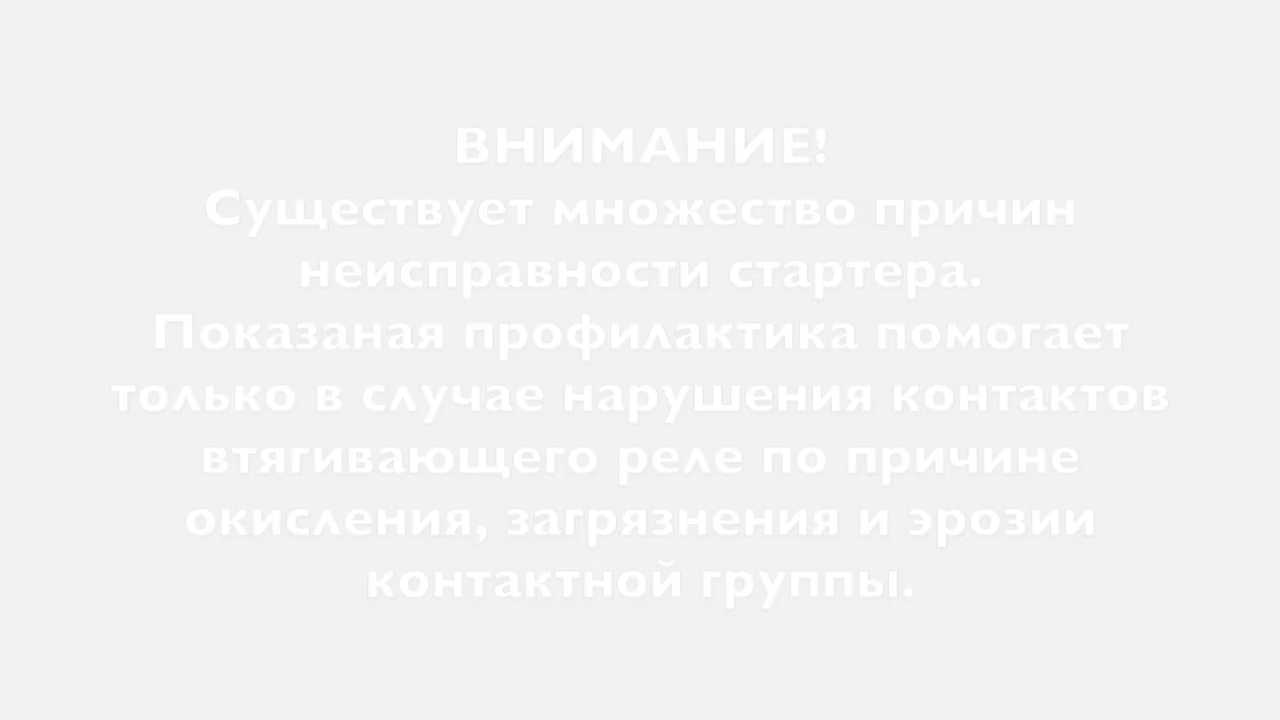 ВНИМАНИЕ!
Существует множество причин
неисправности стартера.
Показаная профилактика помогает
только в случае нарушения контактов
втягивающего реле по причине
окисления, загрязнения и эрозии
контактной группы.